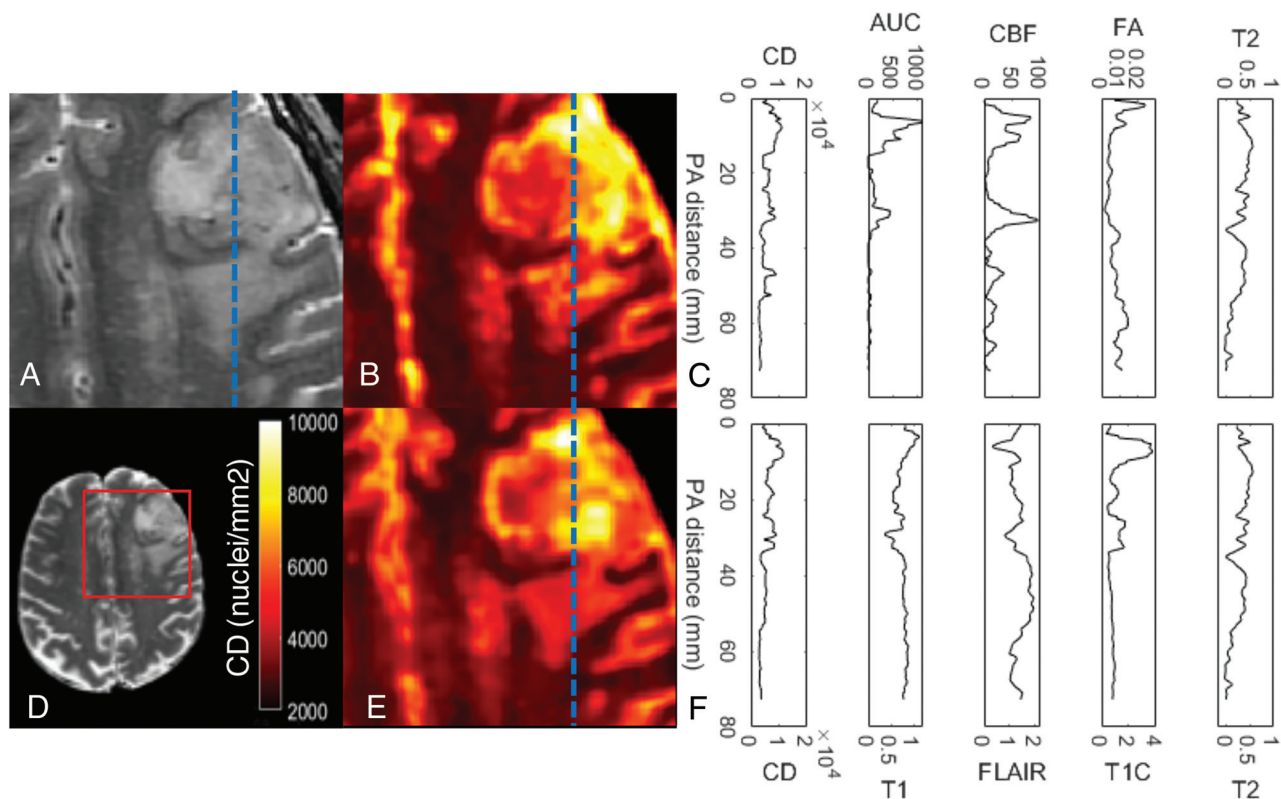 AUC
CBF
FA
T2
CD
0 1 2
×10⁴
0 500 1000
0 50 100
0.01 0.02
0 0.5 1
0 20 40 60 80
PA distance (mm)
A
B
C
CD (nuclei/mm2)
10000
8000
6000
4000
2000
D
E
F
0 20 40 60 80
PA distance (mm)
0 1 2
×10⁴
0.5 1
0 1 2
0 2 4
0 0.5 1
CD
T1
FLAIR
T1C
T2